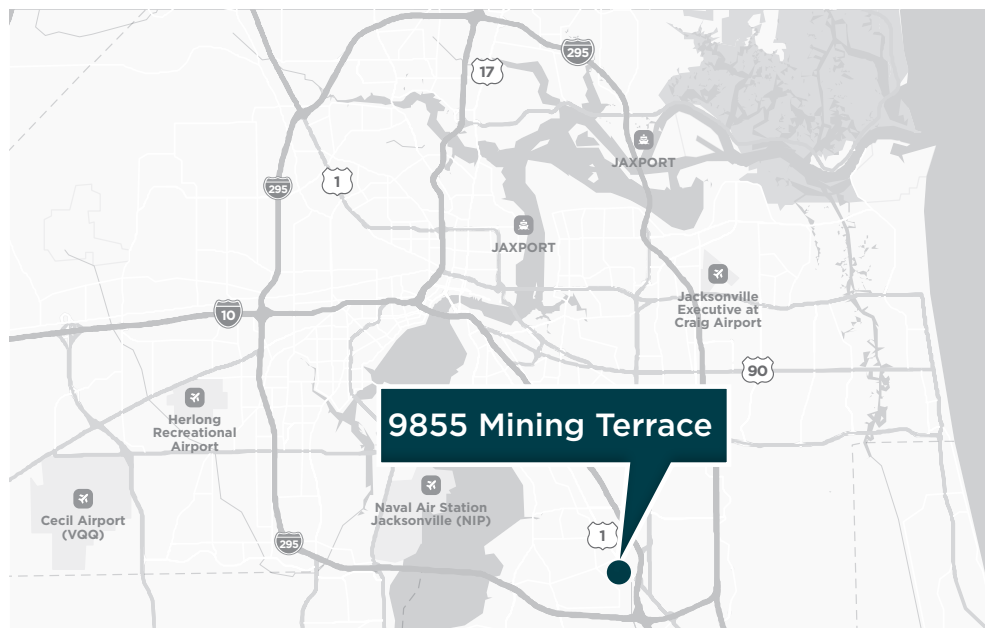 295
17
JAXPORT
295
1
JAXPORT
Jacksonville
Executive at
Craig Airport
10
90
Herlong
Recreational
Airport
9855 Mining Terrace
Cecil Airport
(VQQ)
Naval Air Station
Jacksonville (NIP)
1
295